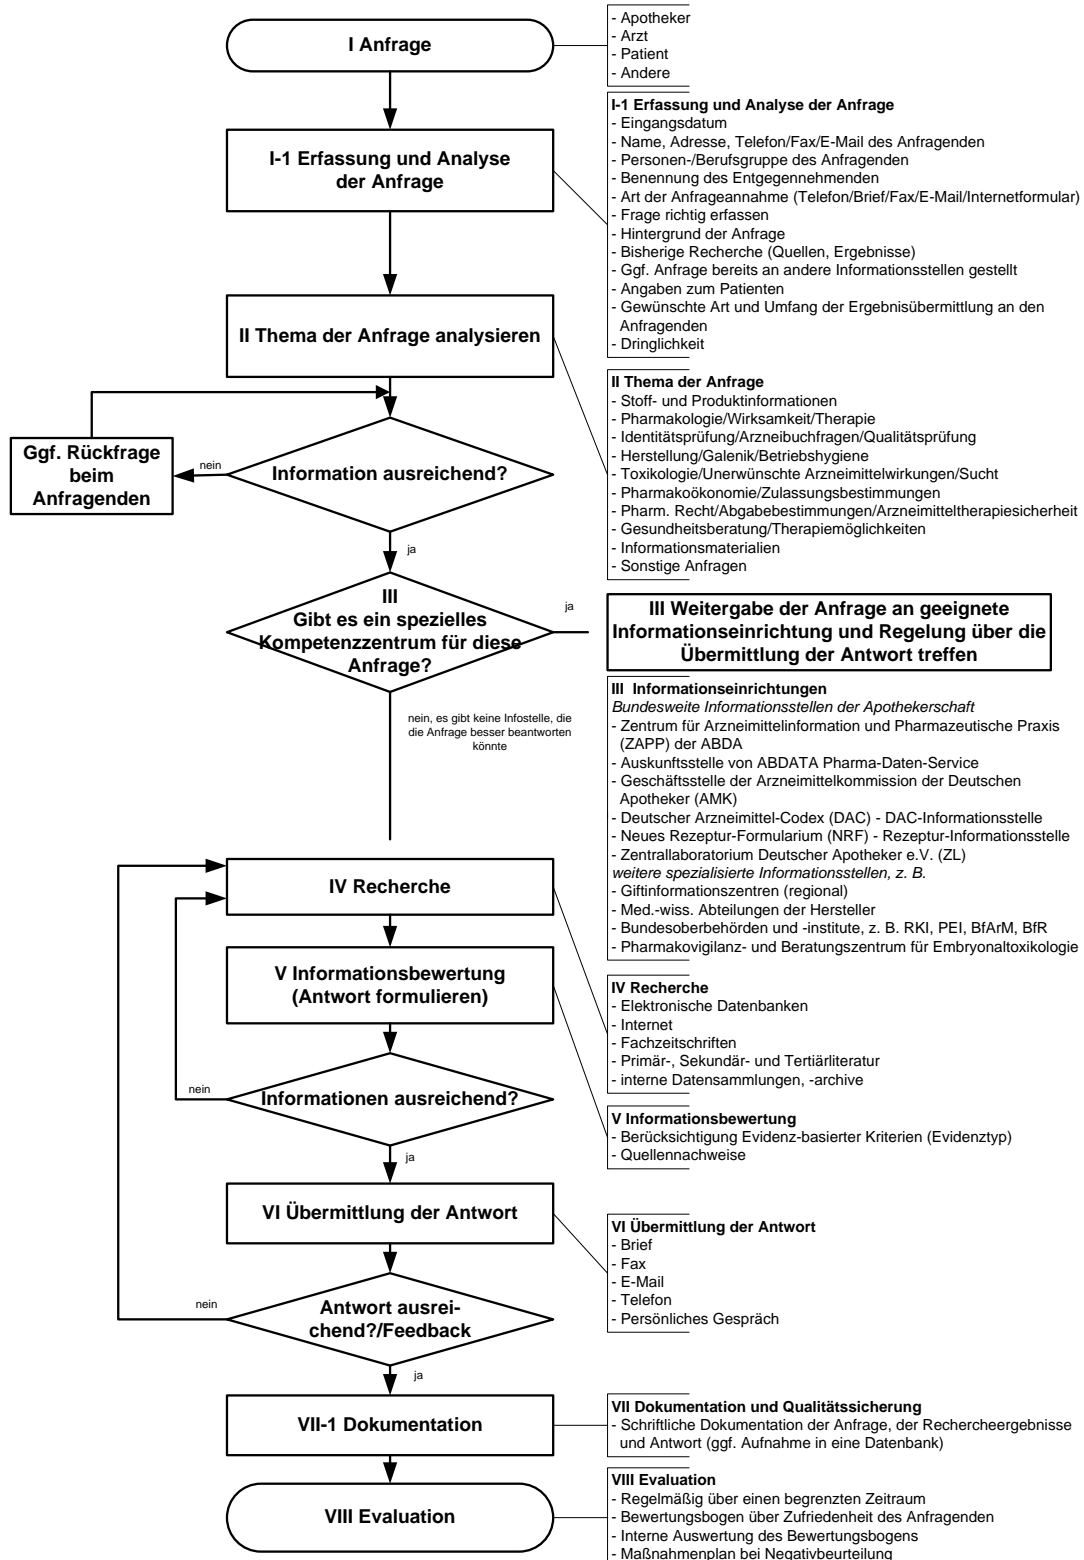 I Anfrage
- Apotheker
- Arzt
- Patient
- Andere
I-1 Erfassung und Analyse
der Anfrage
I-1 Erfassung und Analyse der Anfrage
- Eingangsdatum
- Name, Adresse, Telefon/Fax/E-Mail des Anfragenden
- Personen-/Berufsgruppe des Anfragenden
- Benennung des Entgegennehmenden
- Art der Anfrageannahme (Telefon/Brief/Fax/E-Mail/Internetformular)
- Frage richtig erfassen
- Hintergrund der Anfrage
- Bisherige Recherche (Quellen, Ergebnisse)
- Ggf. Anfrage bereits an andere Informationsstellen gestellt
- Angaben zum Patienten
- Gewünschte Art und Umfang der Ergebnisübermittlung an den
Anfragenden
- Dringlichkeit
II Thema der Anfrage analysieren
II Thema der Anfrage
- Stoff- und Produktinformationen
- Pharmakologie/Wirksamkeit/Therapie
- Identitätsprüfung/Arzneibuchfragen/Qualitätsprüfung
- Herstellung/Galenik/Betriebshygiene
- Toxikologie/Unerwünschte Arzneimittelwirkungen/Sucht
- Pharmakoökonomie/Zulassungsbestimmungen
- Pharm. Recht/Abgabebestimmungen/Arzneimitteltherapiesicherheit
- Gesundheitsberatung/Therapiemöglichkeiten
- Informationsmaterialien
- Sonstige Anfragen
Ggf. Rückfrage
beim
Anfragenden
nein
Information ausreichend?
ja
III
Gibt es ein spezielles
Kompetenzzentrum für diese
Anfrage?
ja
III Weitergabe der Anfrage an geeignete
Informationseinrichtung und Regelung über die
Übermittlung der Antwort treffen
nein, es gibt keine Infostelle, die
die Anfrage besser beantworten
könnte
III Informationseinrichtungen
Bundesweite Informationsstellen der Apothekerschaft
- Zentrum für Arzneimittelinformation und Pharmazeutische Praxis
(ZAPP) der ABDA
- Auskunftsstelle von ABDATA Pharma-Daten-Service
- Geschäftsstelle der Arzneimittelkommission der Deutschen
Apotheker (AMK)
- Deutscher Arzneimittel-Codex (DAC) - DAC-Informationsstelle
- Neues Rezeptur-Formularium (NRF) - Rezeptur-Informationsstelle
- Zentrallaboratorium Deutscher Apotheker e.V. (ZL)
weitere spezialisierte Informationsstellen, z. B.
- Giftinformationszentren (regional)
- Med.-wiss. Abteilungen der Hersteller
- Bundesoberbehörden und -institute, z. B. RKI, PEI, BfArM, BfR
- Pharmakovigilanz- und Beratungszentrum für Embryonaltoxikologie
IV Recherche
IV Recherche
- Elektronische Datenbanken
- Internet
- Fachzeitschriften
- Primär-, Sekundär- und Tertiärliteratur
- interne Datensammlungen, -archive
V Informationsbewertung
(Antwort formulieren)
nein
Informationen ausreichend?
ja
V Informationsbewertung
- Berücksichtigung Evidenz-basierter Kriterien (Evidenztyp)
- Quellennachweise
VI Übermittlung der Antwort
VI Übermittlung der Antwort
- Brief
- Fax
- E-Mail
- Telefon
- Persönliches Gespräch
nein
Antwort ausrei-
chend?/Feedback
ja
VII-1 Dokumentation
VII Dokumentation und Qualitätssicherung
- Schriftliche Dokumentation der Anfrage, der Rechercheergebnisse
und Antwort (ggf. Aufnahme in eine Datenbank)
VIII Evaluation
VIII Evaluation
- Regelmäßig über einen begrenzten Zeitraum
- Bewertungsbogen über Zufriedenheit des Anfragenden
- Interne Auswertung des Bewertungsbogens
- Maßnahmenplan bei Negativbeurteilung